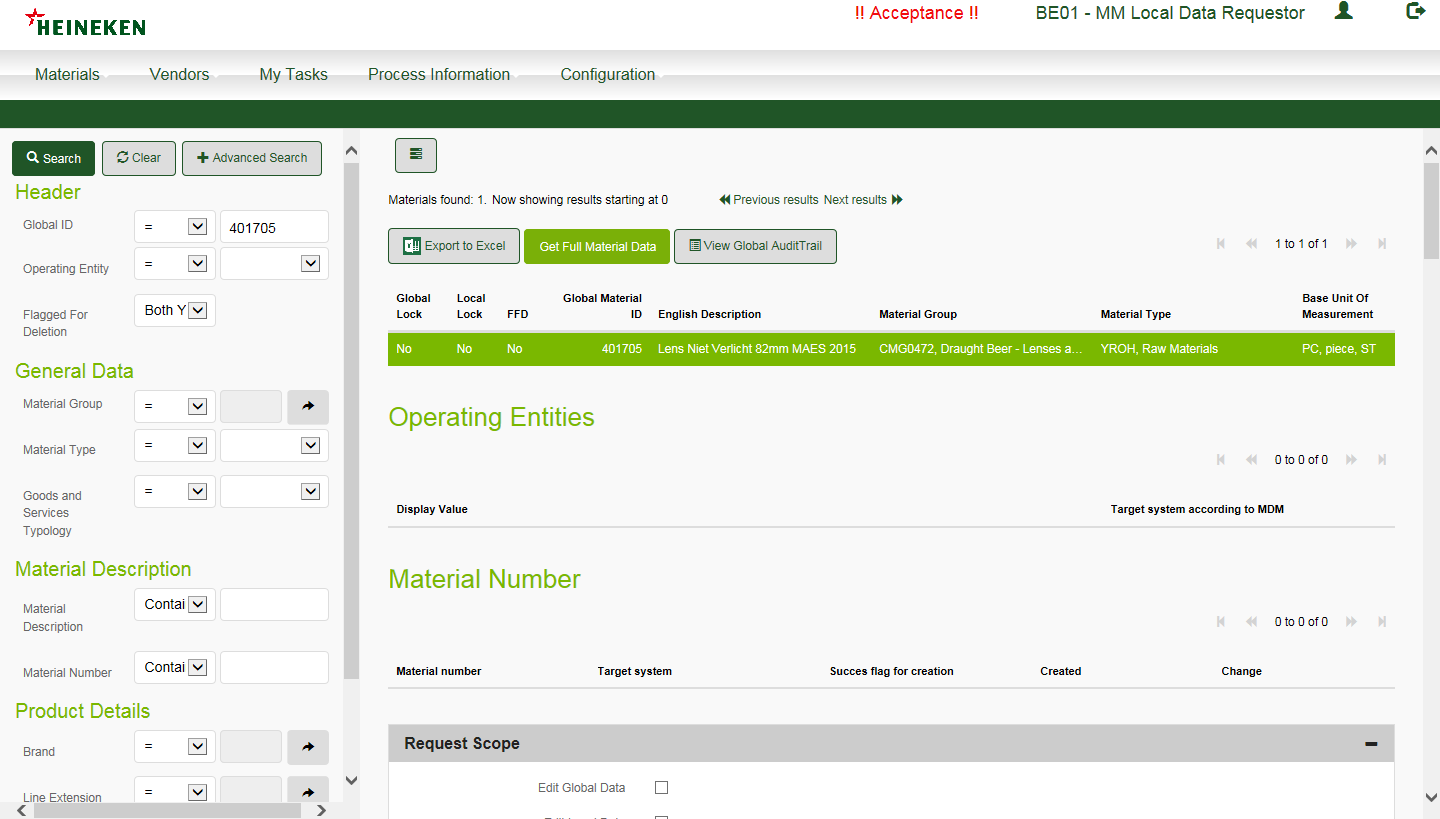 HEINEKEN
!! Acceptance !!
BE01 - MM Local Data Requestor
Materials
Vendors
My Tasks
Process Information
Configuration
Search
Clear
Advanced Search
Header
Global ID
=
401705
Operating Entity
=
Flagged For
Deletion
Both Y
General Data
Material Group
=
Material Type
=
Goods and
Services
Typology
=
Material Description
Material
Description
Contai
Material Number
Contai
Product Details
Brand
=
Line Extension
=
Materials found: 1. Now showing results starting at 0
Previous results Next results
Export to Excel
Get Full Material Data
View Global AuditTrail
1 to 1 of 1
Global
Lock
Local
Lock
FFD
Global Material
ID
English Description
Material Group
Material Type
Base Unit Of
Measurement
No
No
No
401705
Lens Niet Verlicht 82mm MAES 2015
CMG0472, Draught Beer - Lenses a...
YROH, Raw Materials
PC, piece, ST
Operating Entities
0 to 0 of 0
Display Value
Target system according to MDM
Material Number
0 to 0 of 0
Material number
Target system
Succes flag for creation
Created
Change
Request Scope
Edit Global Data